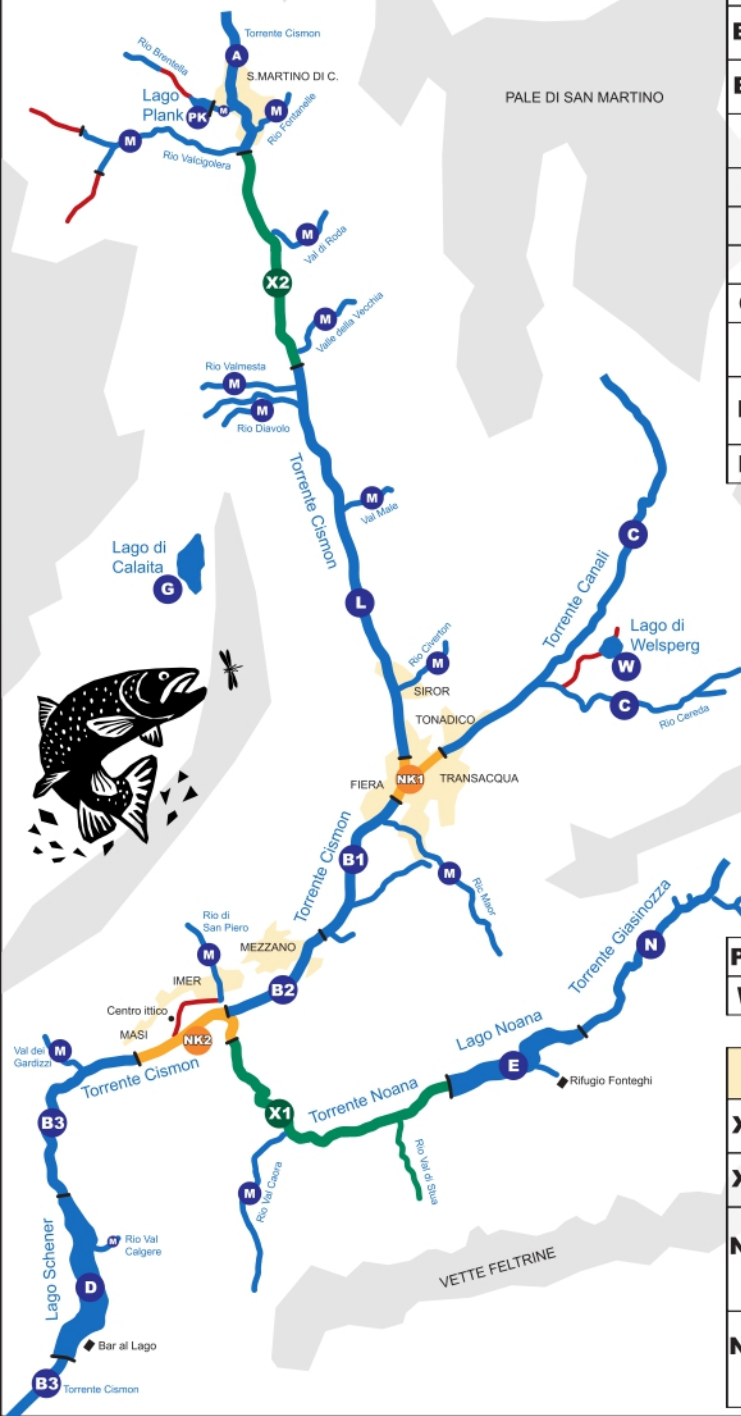 Torrente Cismon
Rio Brentella
A
S.MARTINO DI C.
PALE DI SAN MARTINO
Lago
Plank
PK
M
M
Rio Fontanelle
M
Rio Valcigolera
M
Val di Roda
X2
M
Valle della Vecchia
Rio Valmesta
M
M
Rio Diavolo
Torrente Cismon
M
Val Male
Lago di
Calaita
G
C
Torrente Canali
L
Rio Civerton
M
Lago di
Welsperg
W
SIROR
C
Rio Cereda
TONADICO
NK1
FIERA
TRANSACQUA
Torrente Cismon
B1
M
Ric Maor
Rio di
San Piero
M
MEZZANO
Torrente Giasinozza
N
IMER
B2
Centro ittico
MASI
NK2
Lago Noana
E
Rifugio Fonteghi
Val dei
Gardizzi
M
Torrente Cismon
B3
X1
Torrente Noana
Rio Val di Stua
M
Rio Val Caora
Lago Schener
M
Rio Val
Calgere
D
VETTE FELTRINE
Bar al Lago
B3
Torrente Cismon